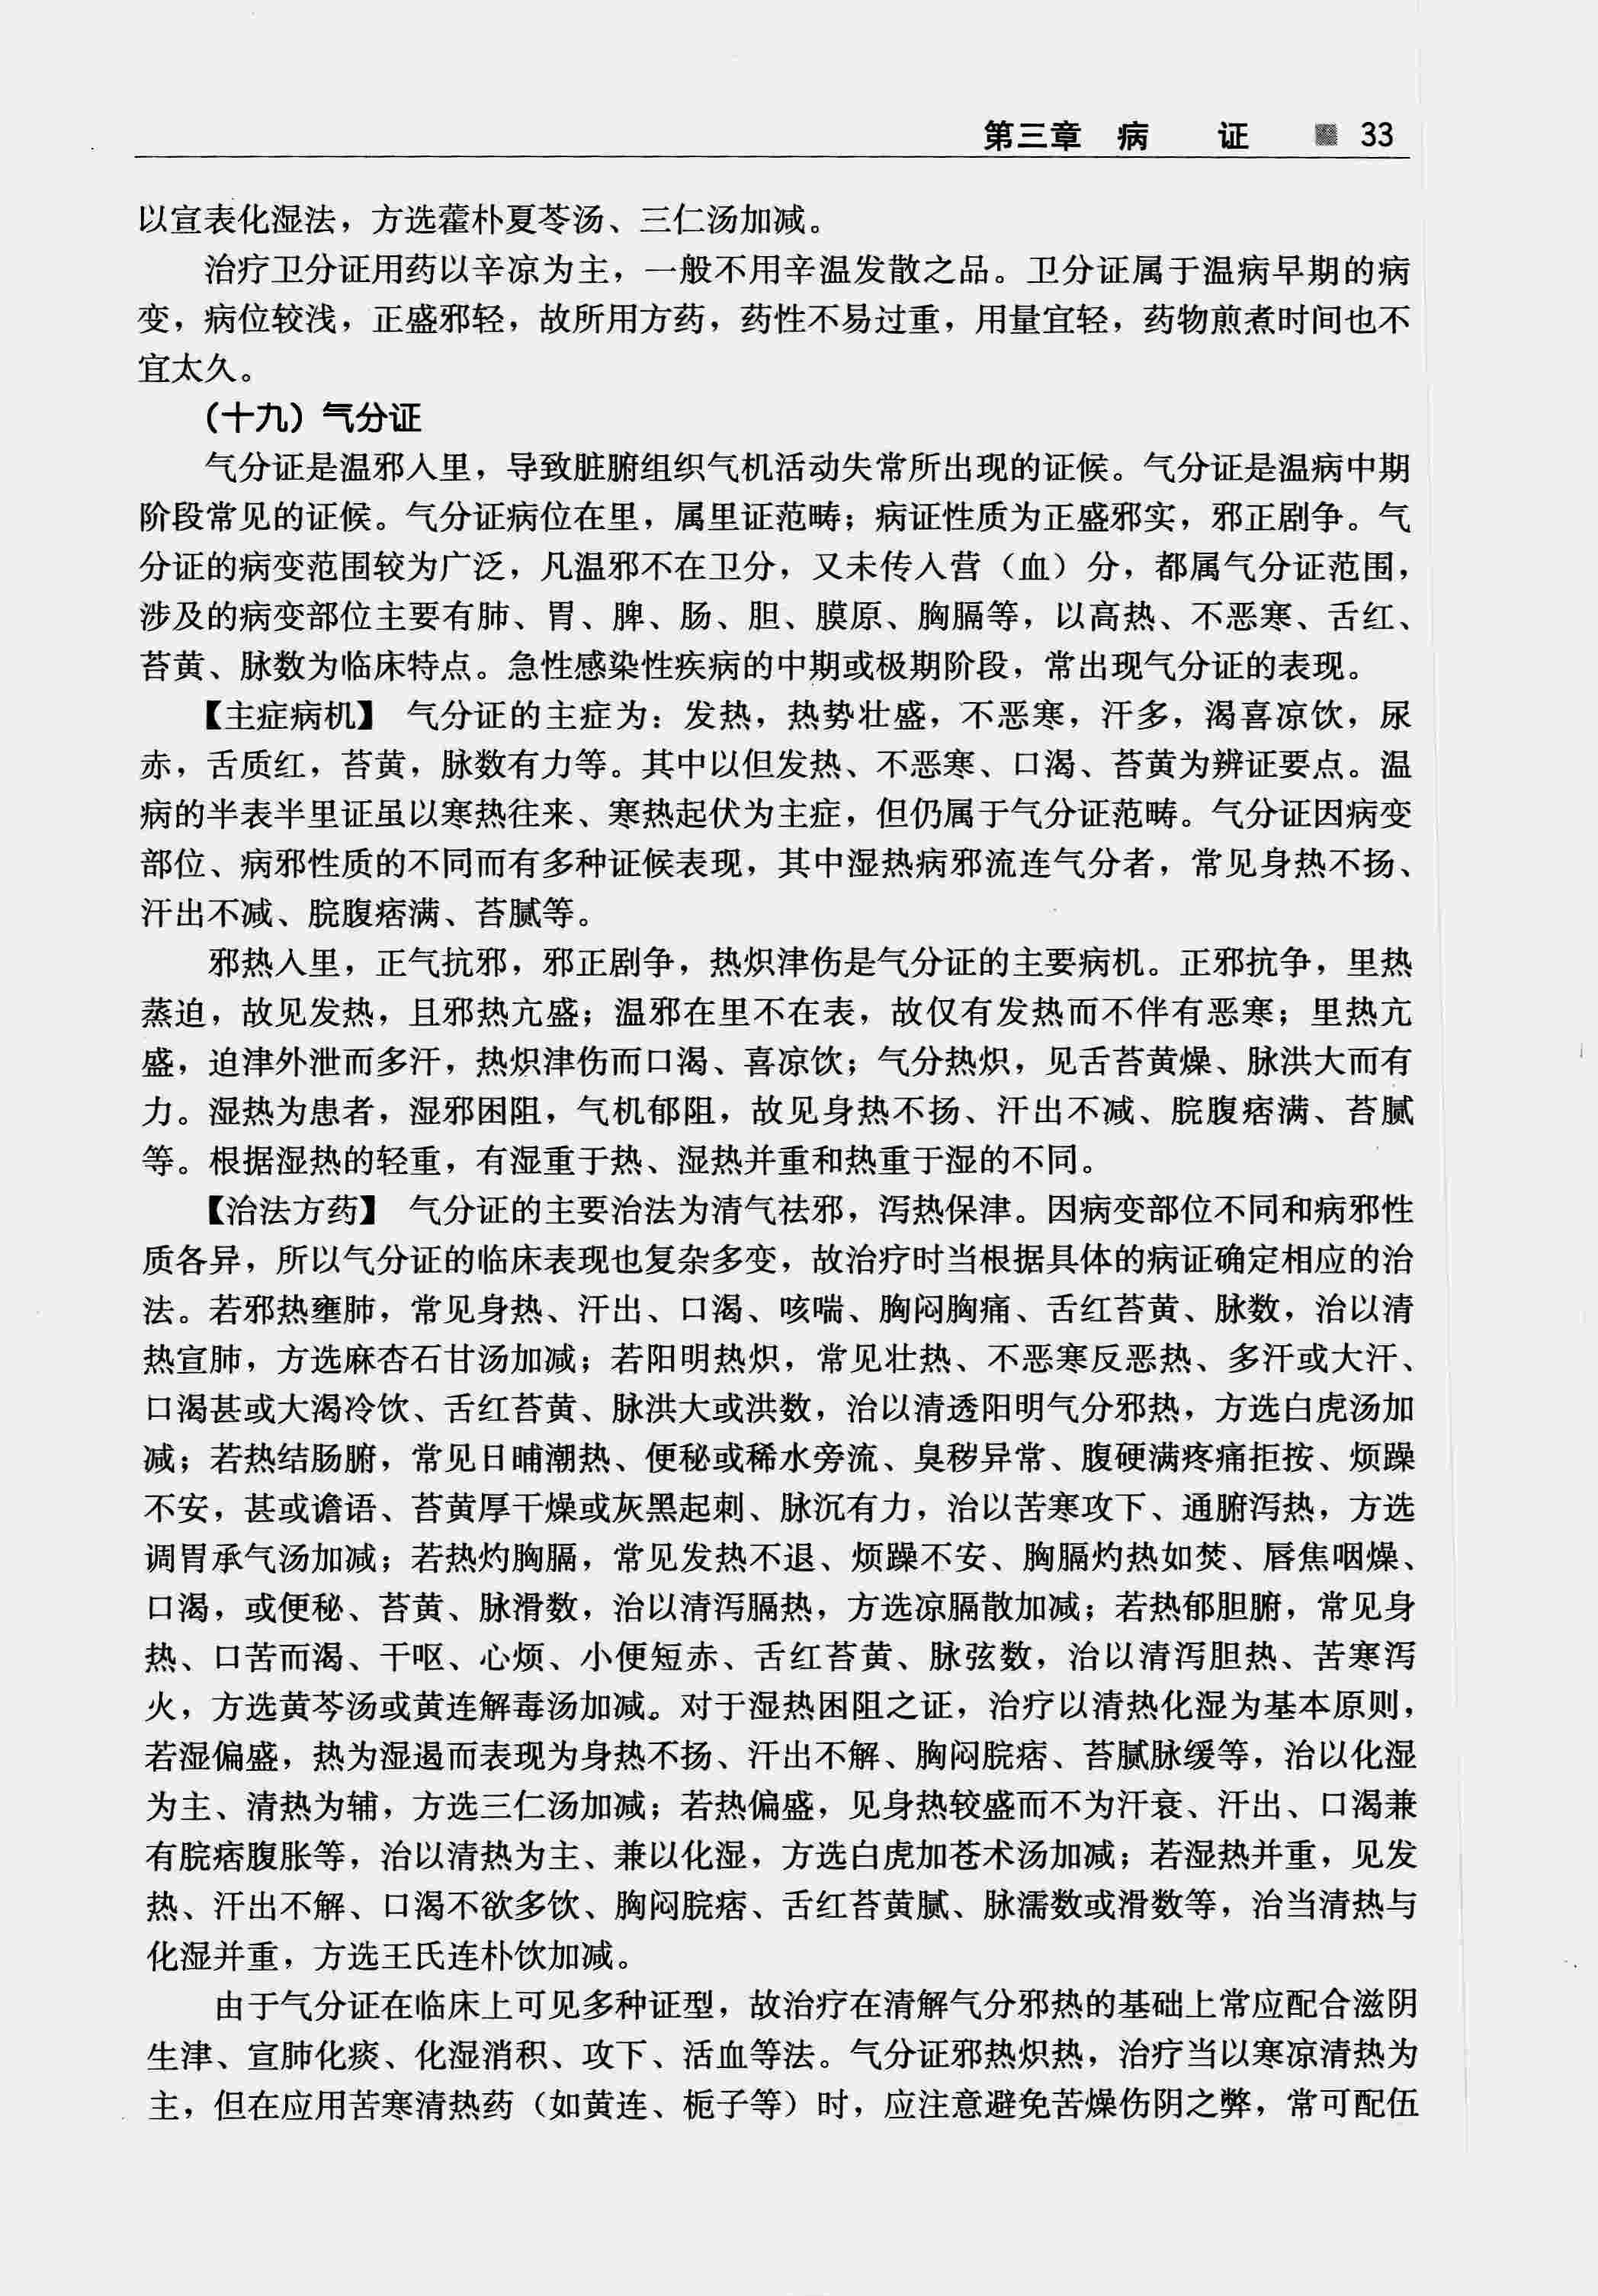 第三章 病 证 33
以宣表化湿法，方选藿朴夏苓汤、三仁汤加减。
治疗卫分证用药以辛凉为主，一般不用辛温发散之品。卫分证属于温病早期的病
变，病位较浅，正盛邪轻，故所用方药，药性不易过重，用量宜轻，药物煎煮时间也不
宜太久。
（十九）气分证
气分证是温邪入里，导致脏腑组织气机活动失常所出现的证候。气分证是温病中期
阶段常见的证候。气分证病位在里，属里证范畴；病证性质为正盛邪实，邪正剧争。气
分证的病变范围较为广泛，凡温邪不在卫分，又未传入营（血）分，都属气分证范围，
涉及的病变部位主要有肺、胃、脾、肠、胆、膜原、胸膈等，以高热、不恶寒、舌红、
苔黄、脉数为临床特点。急性感染性疾病的中期或极期阶段，常出现气分证的表现。
【主症病机】 气分证的主症为：发热，热势壮盛，不恶寒，汗多，渴喜凉饮，尿
赤，舌质红，苔黄，脉数有力等。其中以但发热、不恶寒、口渴、苔黄为辨证要点。温
病的半表半里证虽以寒热往来、寒热起伏为主症，但仍属于气分证范畴。气分证因病变
部位、病邪性质的不同而有多种证候表现，其中湿热病邪流连气分者，常见身热不扬、
汗出不减、脘腹痞满、苔腻等。
邪热入里，正气抗邪，邪正剧争，热炽津伤是气分证的主要病机。正邪抗争，里热
蒸迫，故见发热，且邪热亢盛；温邪在里不在表，故仅有发热而不伴有恶寒；里热亢
盛，迫津外泄而多汗，热炽津伤而口渴、喜凉饮；气分热炽，见舌苔黄燥、脉洪大而有
力。湿热为患者，湿邪困阻，气机郁阻，故见身热不扬、汗出不减、脘腹痞满、苔腻
等。根据湿热的轻重，有湿重于热、湿热并重和热重于湿的不同。
【治法方药】 气分证的主要治法为清气祛邪，泻热保津。因病变部位不同和病邪性
质各异，所以气分证的临床表现也复杂多变，故治疗时当根据具体的病证确定相应的治
法。若邪热壅肺，常见身热、汗出、口渴、咳喘、胸闷胸痛、舌红苔黄、脉数，治以清
热宣肺，方选麻杏石甘汤加减；若阳明热炽，常见壮热、不恶寒反恶热、多汗或大汗、
口渴甚或大渴冷饮、舌红苔黄、脉洪大或洪数，治以清透阳明气分邪热，方选白虎汤加
减；若热结肠腑，常见日晡潮热、便秘或稀水旁流、臭秽异常、腹硬满疼痛拒按、烦躁
不安，甚或谵语、苔黄厚干燥或灰黑起刺、脉沉有力，治以苦寒攻下、通腑泻热，方选
调胃承气汤加减；若热灼胸膈，常见发热不退、烦躁不安、胸膈灼热如焚、唇焦咽燥、
口渴，或便秘、苔黄、脉滑数，治以清泻膈热，方选凉膈散加减；若热郁胆腑，常见身
热、口苦而渴、干呕、心烦、小便短赤、舌红苔黄、脉弦数，治以清泻胆热、苦寒泻
火，方选黄芩汤或黄连解毒汤加减。对于湿热困阻之证，治疗以清热化湿为基本原则，
若湿偏盛，热为湿遏而表现为身热不扬、汗出不解、胸闷脘痞、苔腻脉缓等，治以化湿
为主、清热为辅，方选三仁汤加减；若热偏盛，见身热较盛而不为汗衰、汗出、口渴兼
有脘痞腹胀等，治以清热为主、兼以化湿，方选白虎加苍术汤加减；若湿热并重，见发
热、汗出不解、口渴不欲多饮、胸闷脘痞、舌红苔黄腻、脉濡数或滑数等，治当清热与
化湿并重，方选王氏连朴饮加减。
由于气分证在临床上可见多种证型，故治疗在清解气分邪热的基础上常应配合滋阴
生津、宣肺化痰、化湿消积、攻下、活血等法。气分证邪热炽热，治疗当以寒凉清热为
主，但在应用苦寒清热药（如黄连、栀子等）时，应注意避免苦燥伤阴之弊，常可配伍